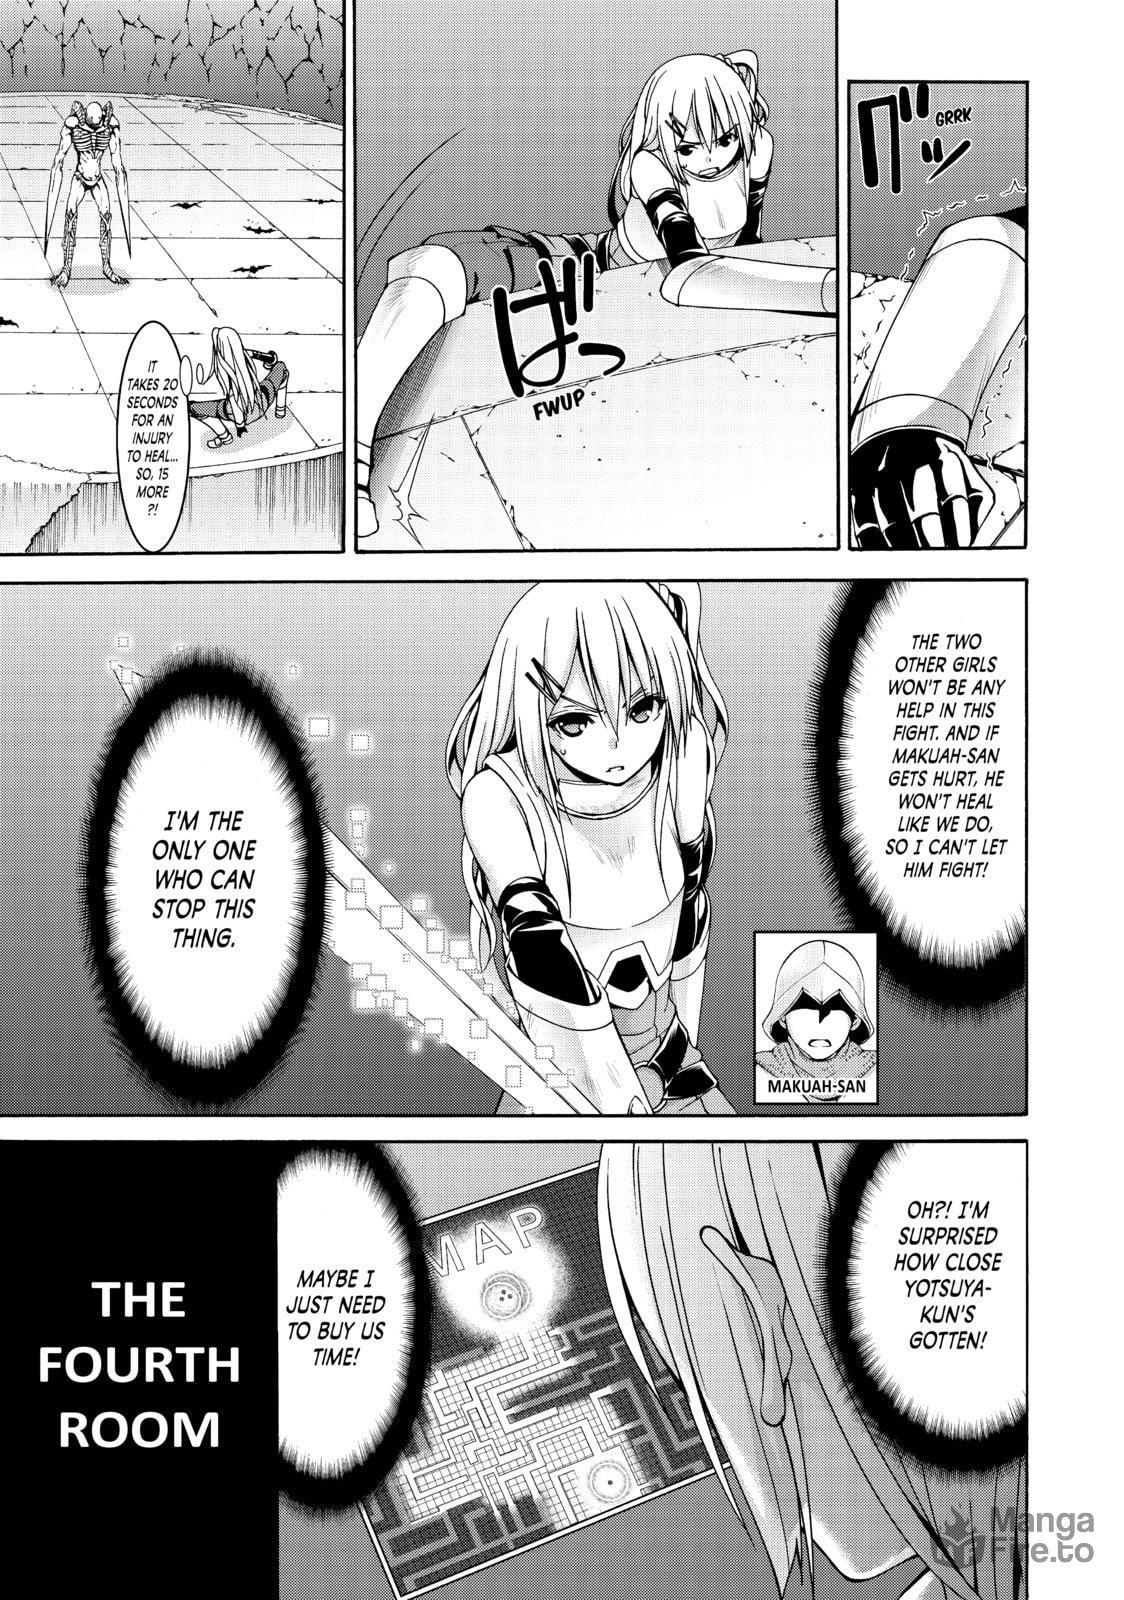 グッ
GRRK
ばっ
FWUP
IT
TAKES 20
SECONDS
FOR AN
INJURY
TO HEAL...
SO, 15
MORE
?!
THE TWO
OTHER GIRLS
WON'T BE ANY
HELP IN THIS
FIGHT. AND IF
MAKUAH-SAN
GETS HURT, HE
WON'T HEAL
LIKE WE DO,
SO I CAN'T LET
HIM FIGHT!
MAKUAH-SAN
I'M THE
ONLY ONE
WHO CAN
STOP THIS
THING.
OH?! I'M
SURPRISED
HOW CLOSE
YOTSUYA-
KUN'S
GOTTEN!
MAP
MAYBE I
JUST NEED
TO BUY US
TIME!
THE
FOURTH
ROOM
Manga
Fire.to